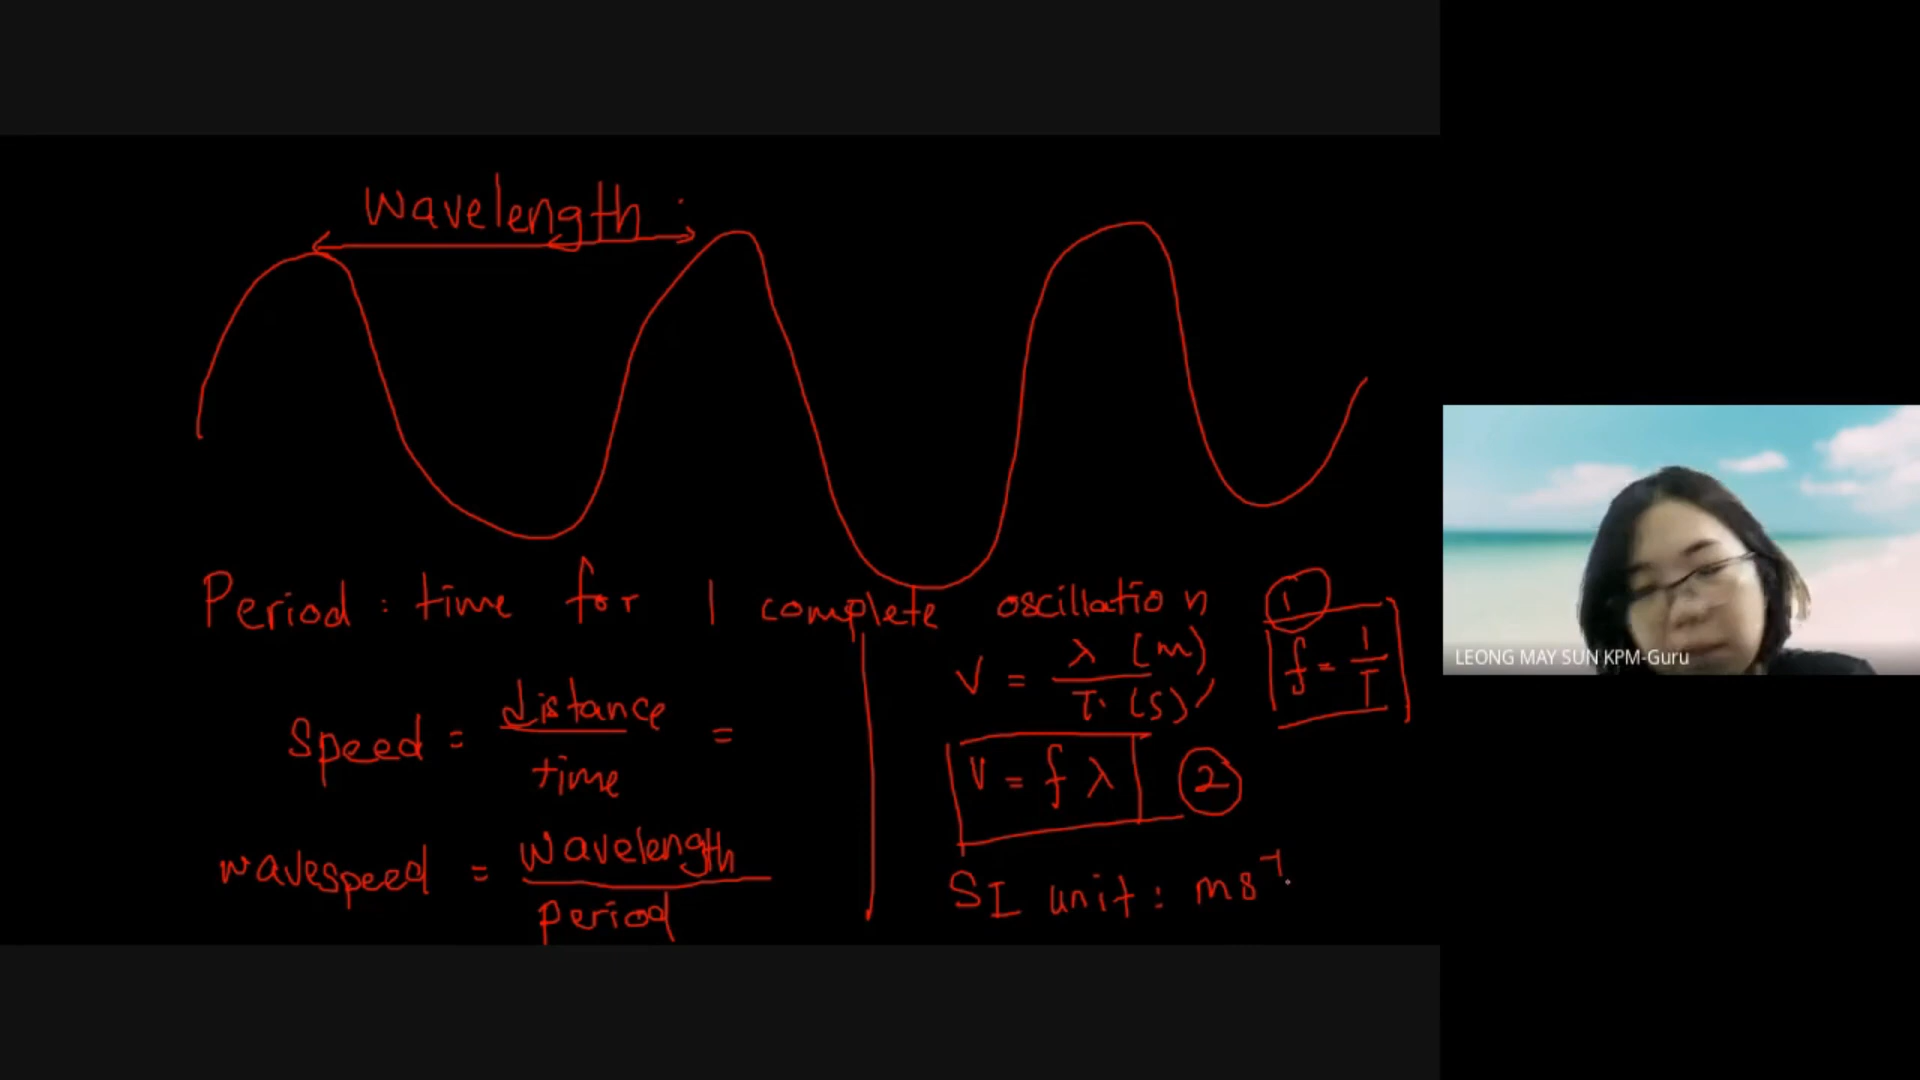 wavelength
Period : time for 1 complete oscillation
Speed = distance / time =
wavespeed = wavelength / period
V = λ (m) / T (s)
① f = 1/T
V = f λ ②
SI unit : ms⁻¹
LEONG MAY SUN KPM-Guru